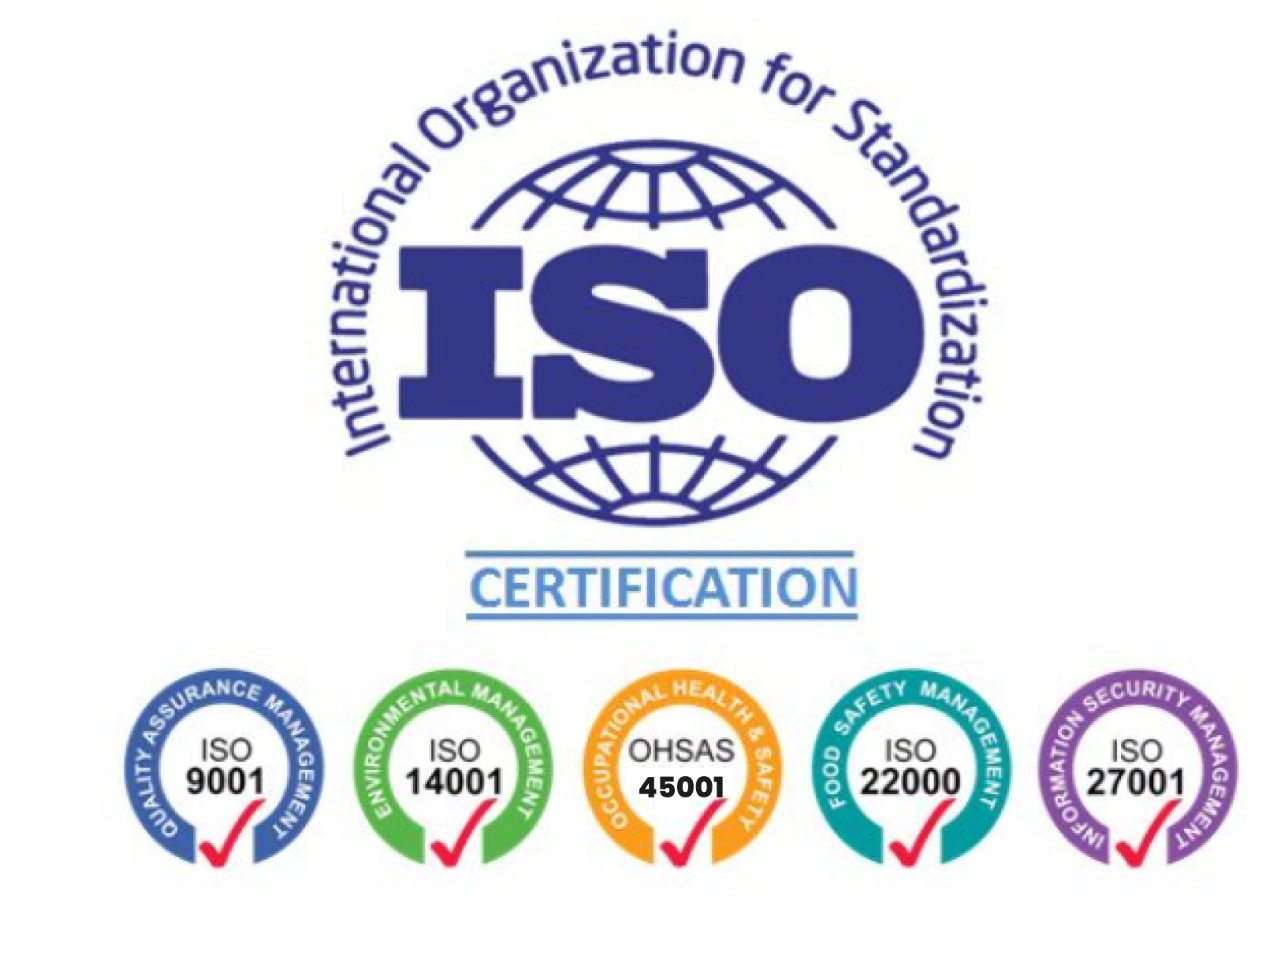 International Organization for Standardization
ISO
CERTIFICATION
QUALITY ASSURANCE MANAGEMENT
ISO
9001
ENVIRONMENTAL MANAGEMENT
ISO
14001
OCCUPATIONAL HEALTH & SAFETY
OHSAS
45001
FOOD SAFETY MANAGEMENT
ISO
22000
INFORMATION SECURITY MANAGEMENT
ISO
27001